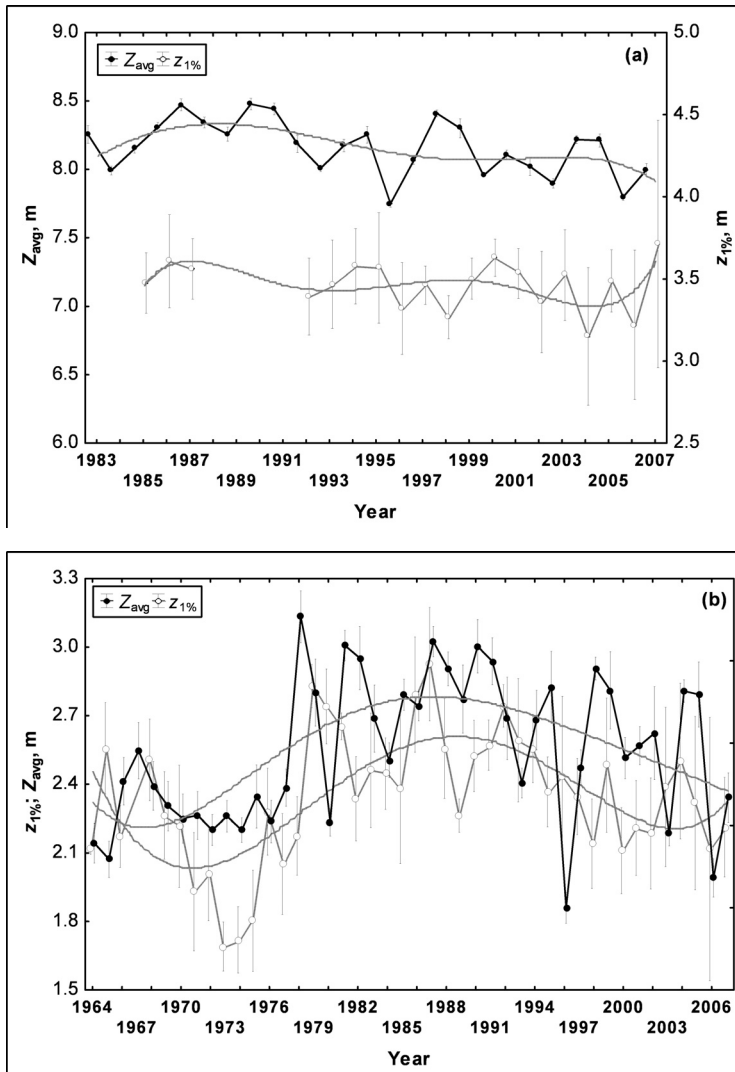 (a)
Zavg z1%
9.0
8.5
8.0
7.5
7.0
6.5
6.0
Zavg, m
5.0
4.5
4.0
3.5
3.0
2.5
z1%, m
1983 1987 1991 1995 1999 2003 2007
1985 1989 1993 1997 2001 2005
Year
(b)
Zavg z1%
3.3
3.0
2.7
2.4
2.1
1.8
1.5
z1%; Zavg, m
1964 1970 1976 1982 1988 1994 2000 2006
1967 1973 1979 1985 1991 1997 2003
Year